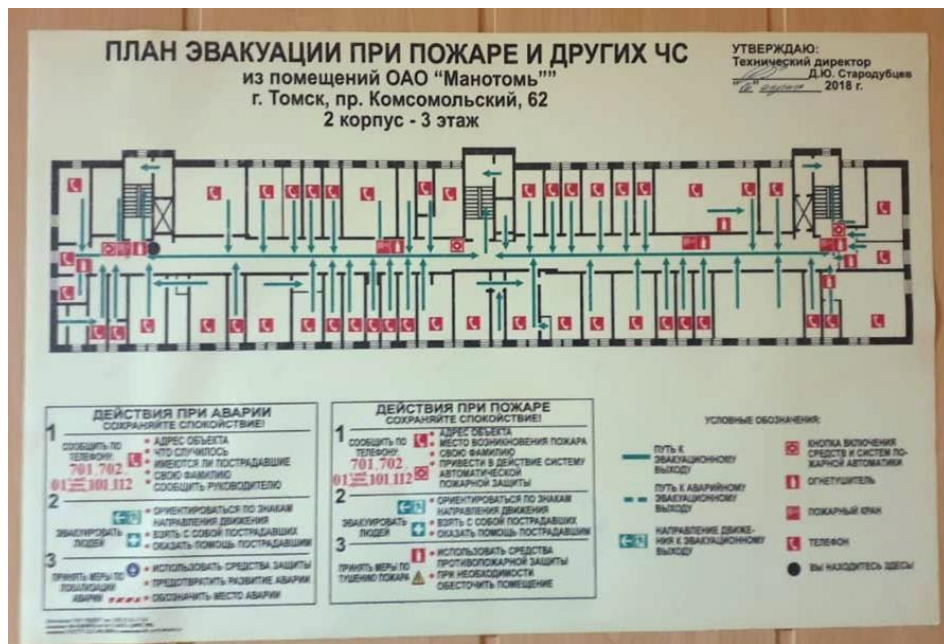 ПЛАН ЭВАКУАЦИИ ПРИ ПОЖАРЕ И ДРУГИХ ЧС
из помещений ОАО “Манотомь””
г. Томск, пр. Комсомольский, 62
2 корпус - 3 этаж
УТВЕРЖДАЮ:
Технический директор
Д.Ю. Стародубцев
2018 г.
ДЕЙСТВИЯ ПРИ АВАРИИ
СОХРАНЯЙТЕ СПОКОЙСТВИЕ!
1
СООБЩИТЬ ПО
ТЕЛЕФОНУ:
701,702
01 101,112
АДРЕС ОБЪЕКТА
ЧТО СЛУЧИЛОСЬ
ИМЕЮТСЯ ЛИ ПОСТРАДАВШИЕ
СВОЮ ФАМИЛИЮ
СООБЩИТЬ РУКОВОДИТЕЛЮ
2
ЭВАКУИРОВАТЬ
ЛЮДЕЙ
ОРИЕНТИРОВАТЬСЯ ПО ЗНАКАМ
НАПРАВЛЕНИЯ ДВИЖЕНИЯ
ВЗЯТЬ С СОБОЙ ПОСТРАДАВШИХ
ОКАЗАТЬ ПОМОЩЬ ПОСТРАДАВШИМ
3
ПРИНЯТЬ МЕРЫ ПО
ЛОКАЛИЗАЦИИ
АВАРИИ
ИСПОЛЬЗОВАТЬ СРЕДСТВА ЗАЩИТЫ
ПРЕДОТВРАТИТЬ РАЗВИТИЕ АВАРИИ
ОБОЗНАЧИТЬ МЕСТО АВАРИИ
ДЕЙСТВИЯ ПРИ ПОЖАРЕ
СОХРАНЯЙТЕ СПОКОЙСТВИЕ!
1
СООБЩИТЬ ПО
ТЕЛЕФОНУ:
701,702
01 101,112
АДРЕС ОБЪЕКТА
МЕСТО ВОЗНИКНОВЕНИЯ ПОЖАРА
СВОЮ ФАМИЛИЮ
ПРИВЕСТИ В ДЕЙСТВИЕ СИСТЕМУ
АВТОМАТИЧЕСКОЙ
ПОЖАРНОЙ ЗАЩИТЫ
2
ЭВАКУИРОВАТЬ
ЛЮДЕЙ
ОРИЕНТИРОВАТЬСЯ ПО ЗНАКАМ
НАПРАВЛЕНИЯ ДВИЖЕНИЯ
ВЗЯТЬ С СОБОЙ ПОСТРАДАВШИХ
ОКАЗАТЬ ПОМОЩЬ ПОСТРАДАВШИМ
3
ПРИНЯТЬ МЕРЫ ПО
ТУШЕНИЮ ПОЖАРА
ИСПОЛЬЗОВАТЬ СРЕДСТВА
ПРОТИВОПОЖАРНОЙ ЗАЩИТЫ
ПРИ НЕОБХОДИМОСТИ
ОБЕСТОЧИТЬ ПОМЕЩЕНИЕ
УСЛОВНЫЕ ОБОЗНАЧЕНИЯ:
ПУТЬ К
ЭВАКУАЦИОННОМУ
ВЫХОДУ
ПУТЬ К АВАРИЙНОМУ
ЭВАКУАЦИОННОМУ
ВЫХОДУ
НАПРАВЛЕНИЕ ДВИЖЕ-
НИЯ К ЭВАКУАЦИОННОМУ
ВЫХОДУ
КНОПКА ВКЛЮЧЕНИЯ
СРЕДСТВ И СИСТЕМ ПО-
ЖАРНОЙ АВТОМАТИКИ
ОГНЕТУШИТЕЛЬ
ПОЖАРНЫЙ КРАН
ТЕЛЕФОН
ВЫ НАХОДИТЕСЬ ЗДЕСЬ!